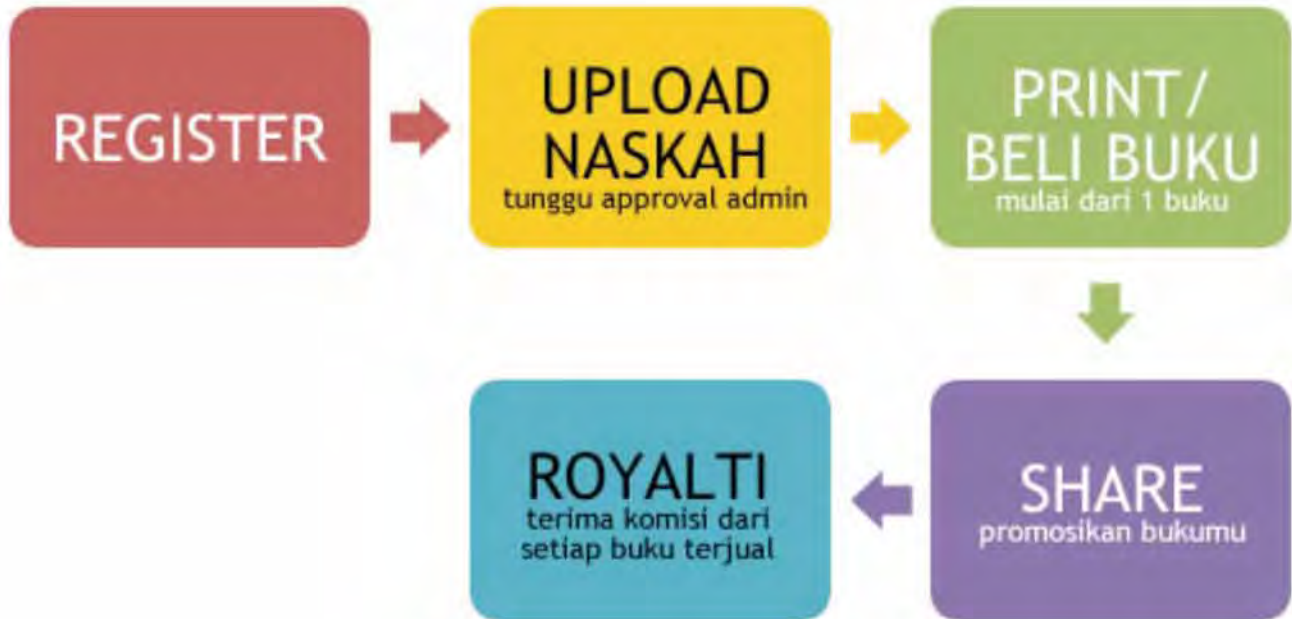 REGISTER
UPLOAD
NASKAH
tunggu approval admin
PRINT/
BELI BUKU
mulai dari 1 buku
SHARE
promosikan bukumu
ROYALTI
terima komisi dari
setiap buku terjual